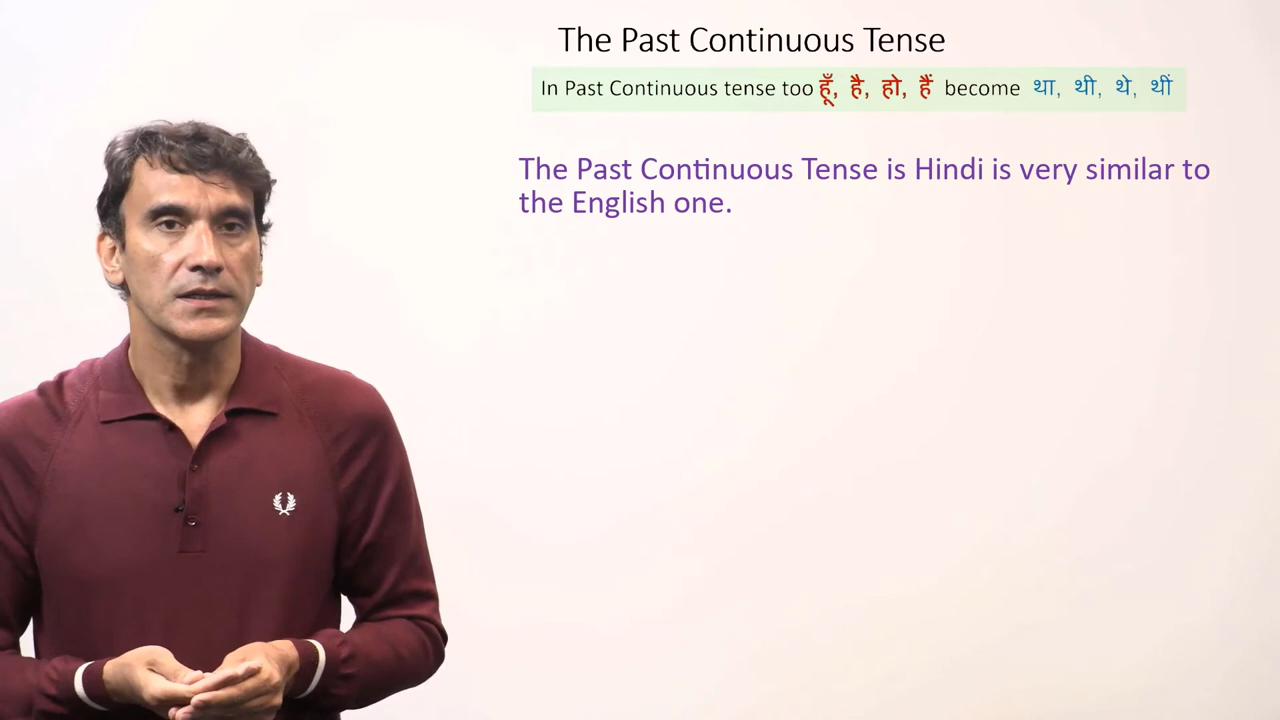 The Past Continuous Tense
In Past Continuous tense too हूँ, है, हो, हैं become था, थी, थे, थीं
The Past Continuous Tense is Hindi is very similar to
the English one.